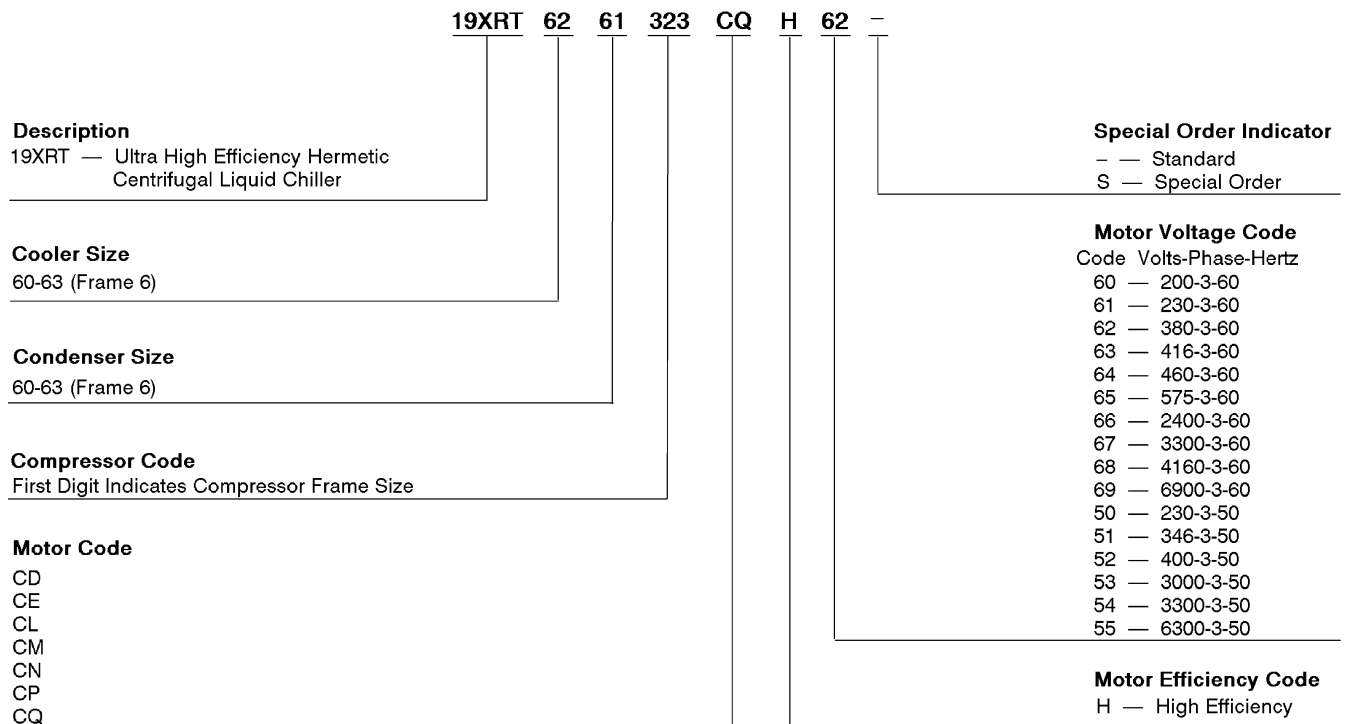 19XRT 62 61 323 CQ H 62 –
Description
19XRT — Ultra High Efficiency Hermetic
Centrifugal Liquid Chiller
Cooler Size
60-63 (Frame 6)
Condenser Size
60-63 (Frame 6)
Compressor Code
First Digit Indicates Compressor Frame Size
Motor Code
CD
CE
CL
CM
CN
CP
CQ
Special Order Indicator
– — Standard
S — Special Order
Motor Voltage Code
Code Volts-Phase-Hertz
60 — 200-3-60
61 — 230-3-60
62 — 380-3-60
63 — 416-3-60
64 — 460-3-60
65 — 575-3-60
66 — 2400-3-60
67 — 3300-3-60
68 — 4160-3-60
69 — 6900-3-60
50 — 230-3-50
51 — 346-3-50
52 — 400-3-50
53 — 3000-3-50
54 — 3300-3-50
55 — 6300-3-50
Motor Efficiency Code
H — High Efficiency